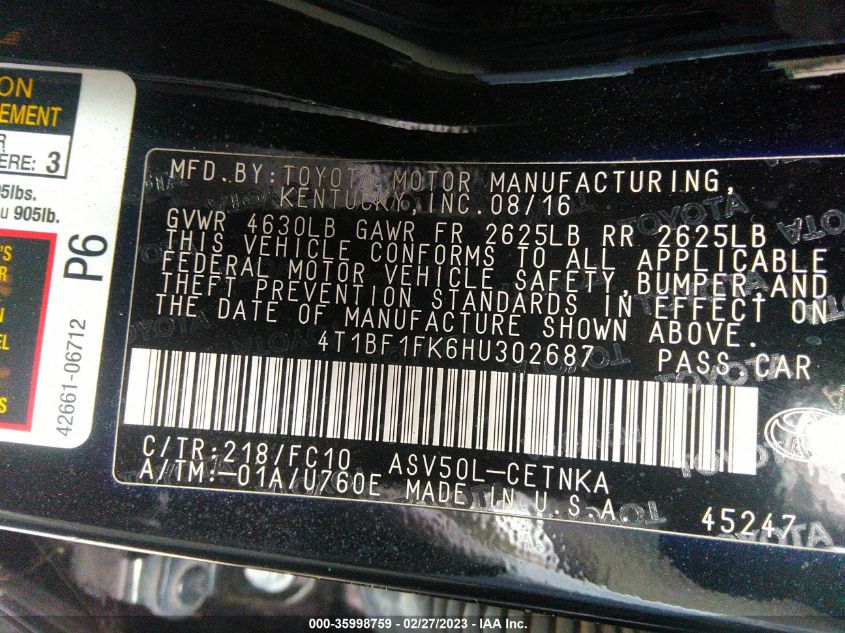 ON
EMENT
R
ERE: 3
95lbs.
u 905lb.
'S
R
N
EL
S
P6
42661-06712
MFD.BY:TOYOTA MOTOR MANUFACTURING,
KENTUCKY,INC.08/16
GVWR 4630LB GAWR FR 2625LB RR 2625LB
THIS VEHICLE CONFORMS TO ALL APPLICABLE
FEDERAL MOTOR VEHICLE SAFETY,BUMPER,AND
THEFT PREVENTION STANDARDS IN EFFECT ON
THE DATE OF MANUFACTURE SHOWN ABOVE.
4T1BF1FK6HU302687 PASS CAR
C/TR:218/FC10 ASV50L-CETNKA
A/TM:-01A/U760E MADE IN U.S.A.
45247
TOYOTA
000-35998759 - 02/27/2023 - IAA Inc.